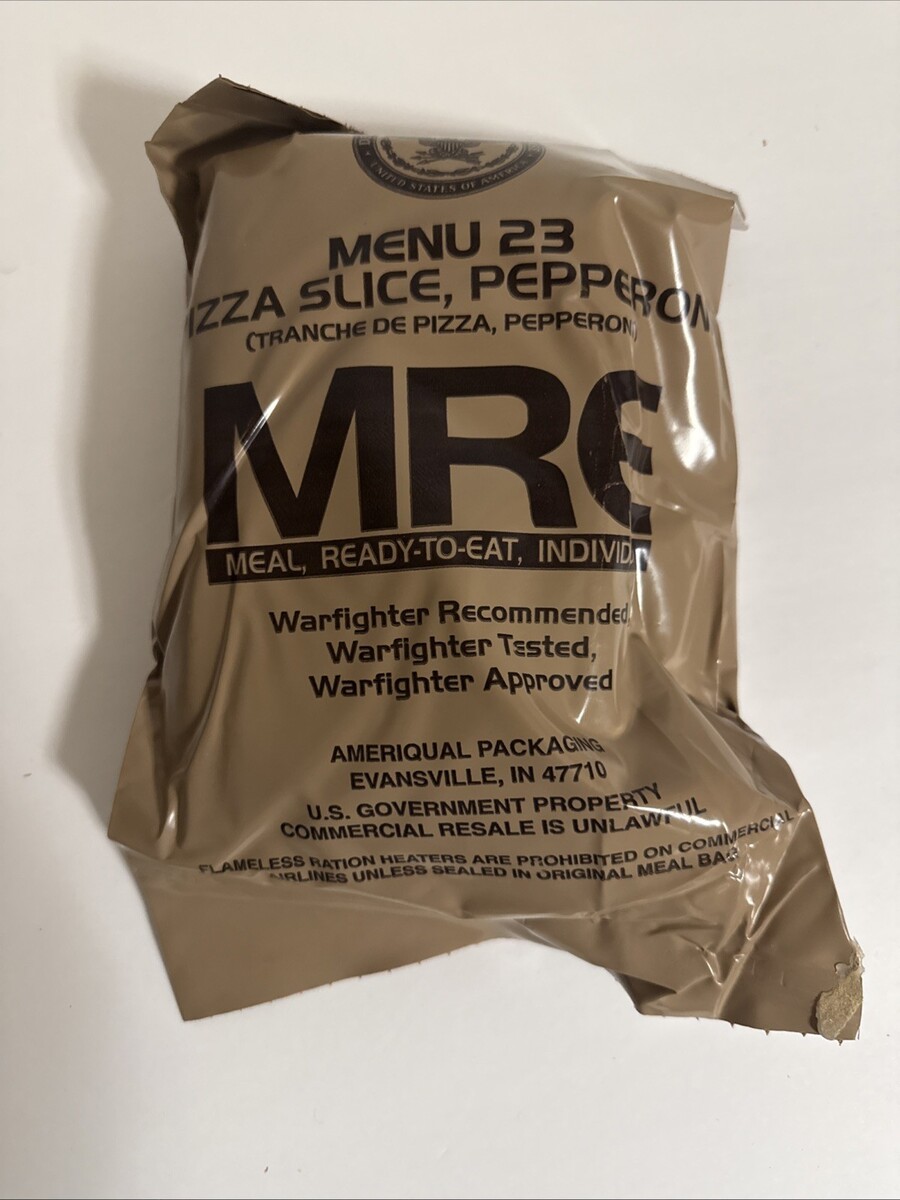 UNITED STATES OF AMERICA
MENU 23
IZZA SLICE, PEPPERON
(TRANCHE DE PIZZA, PEPPERONI)
MRE
MEAL, READY-TO-EAT, INDIVID
Warfighter Recommended,
Warfighter Tested,
Warfighter Approved
AMERIQUAL PACKAGING
EVANSVILLE, IN 47710
U.S. GOVERNMENT PROPERTY
COMMERCIAL RESALE IS UNLAWFUL
FLAMELESS RATION HEATERS ARE PROHIBITED ON COMMERCIAL
AIRLINES UNLESS SEALED IN ORIGINAL MEAL BAG